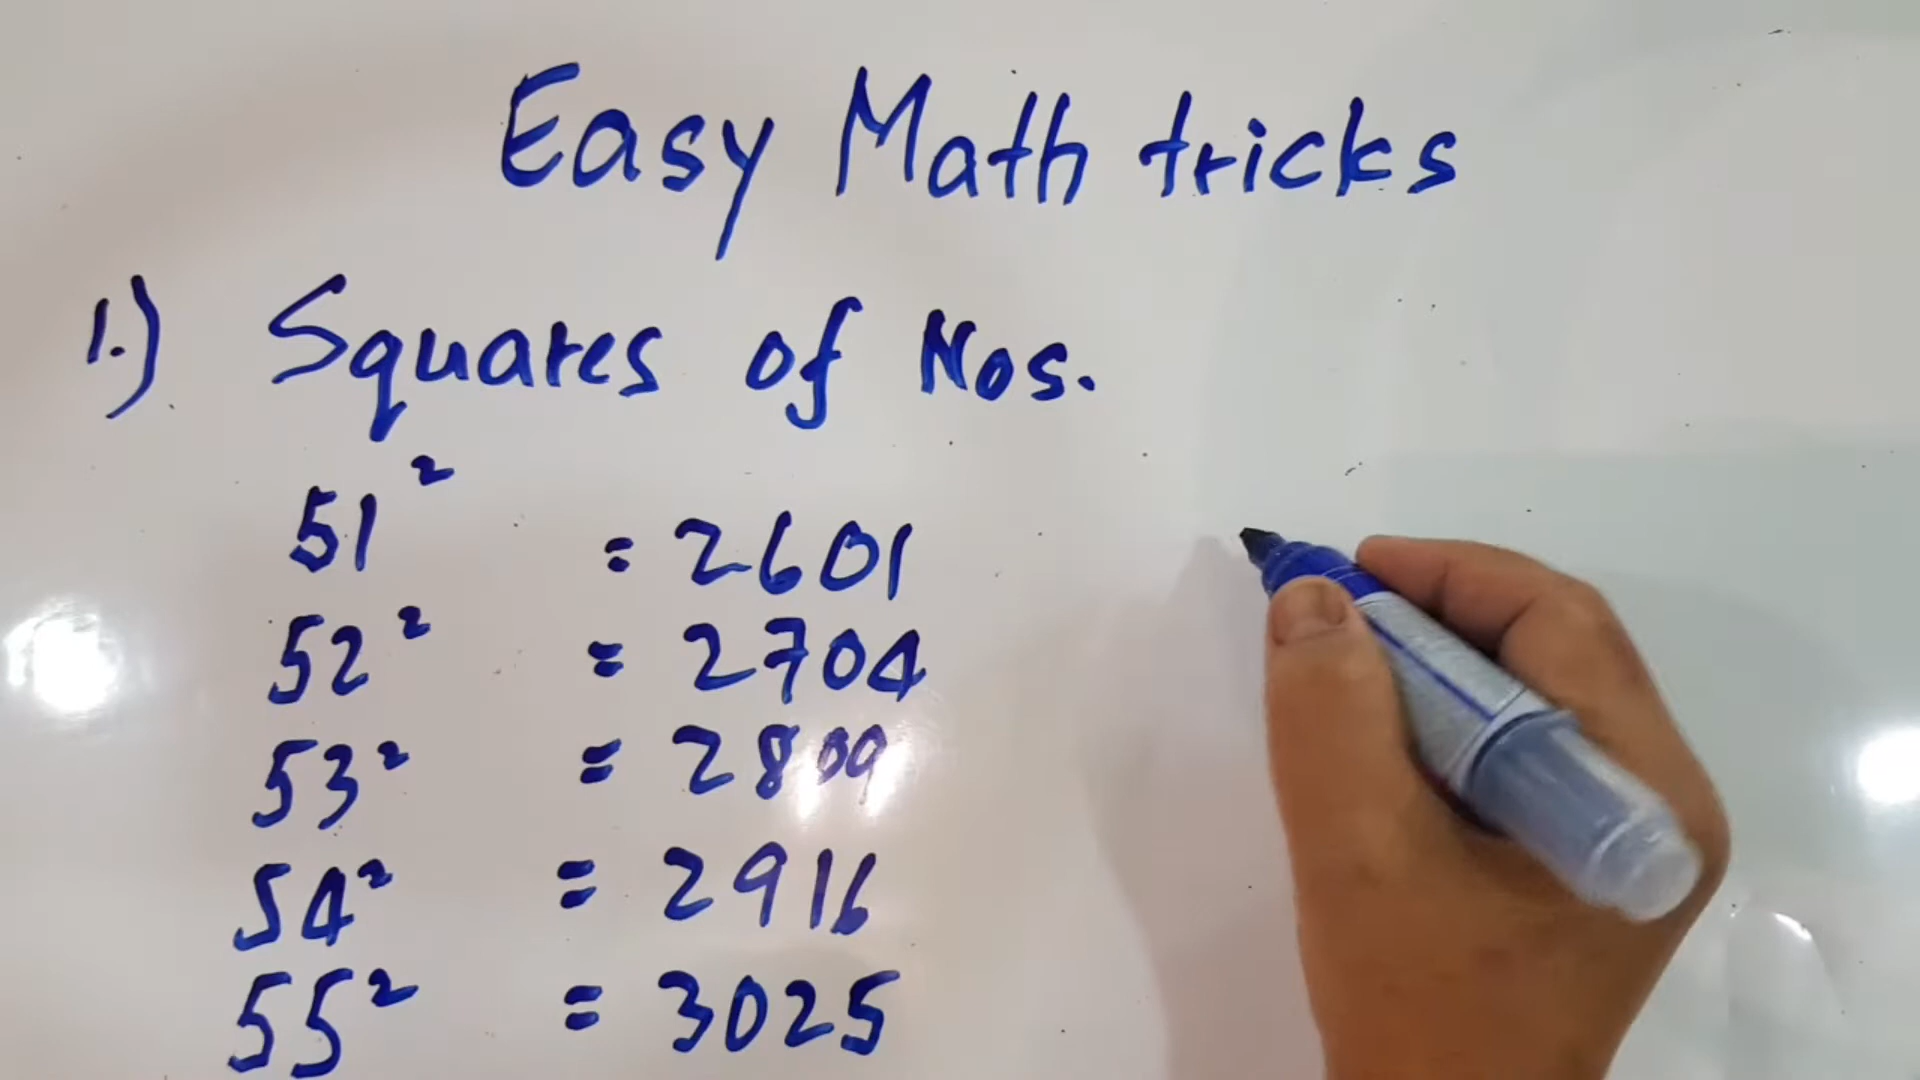 Easy Math tricks
1.) Squares of Nos.
51² = 2601
52² = 2704
53² = 2809
54² = 2916
55² = 3025